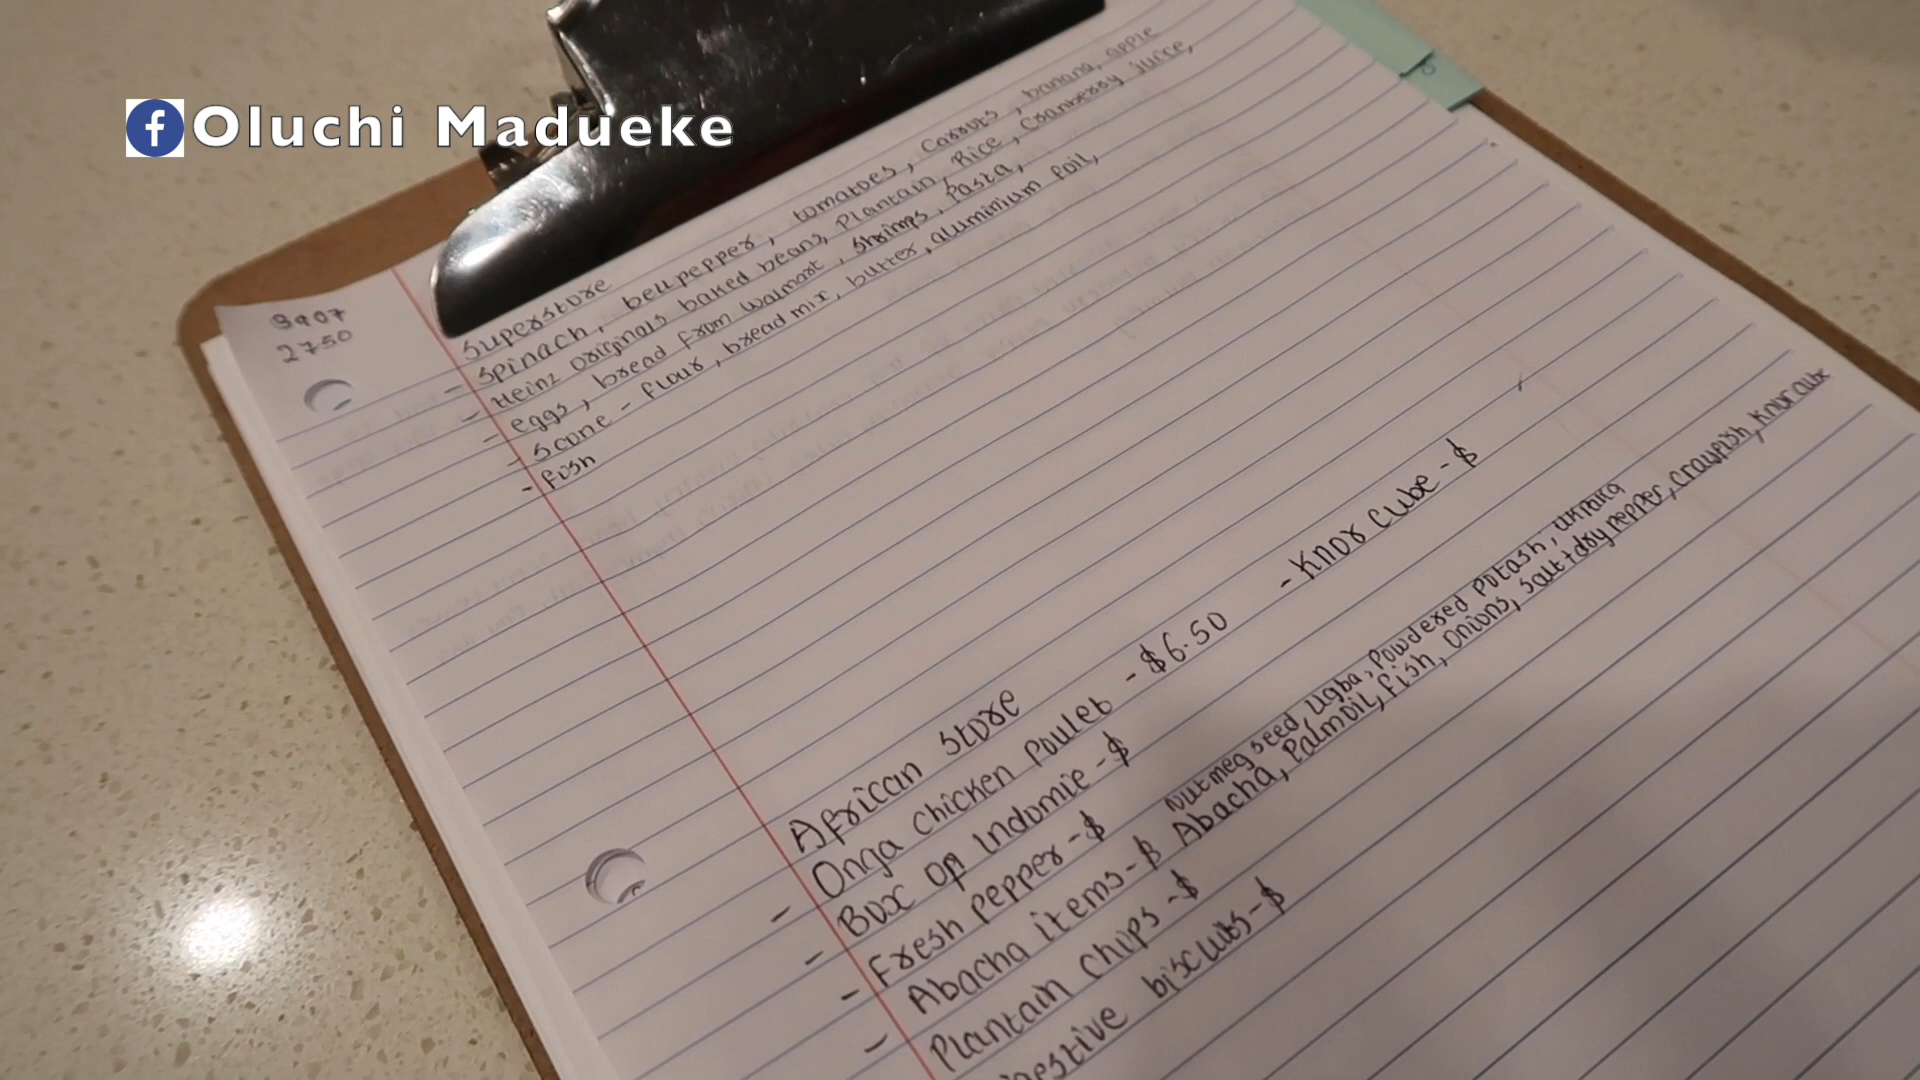 Oluchi Madueke
9907
2750
Superstore
- Spinach, bellpepper, tomatoes, Carrots, banana, apple
- Heinz originals baked beans, Plantain, Rice, Cranberry juice,
- eggs, bread from walmart, Shrimps, Pasta,
- Scone - flour, bread mix, butter, aluminium foil,
- fish
African Store
- Onga Chicken Poulet - $6.50 - Knor cube - $
- Box of indomie - $
- Fresh Pepper - $
Nutmeg seed, Ugba, Powdered Potash, Ukpaka
- Abacha items - $ Abacha, Palmoil, Fish, Onions, Salt + dry pepper, Crayfish, Knor cube
Plantain Chips - $
gestive biscuits - $